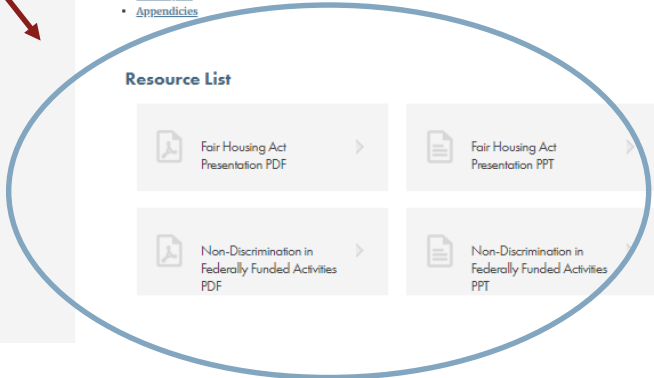 Appendicies
Resource List
Fair Housing Act
Presentation PDF
Fair Housing Act
Presentation PPT
Non-Discrimination in
Federally Funded Activities
PDF
Non-Discrimination in
Federally Funded Activities
PPT